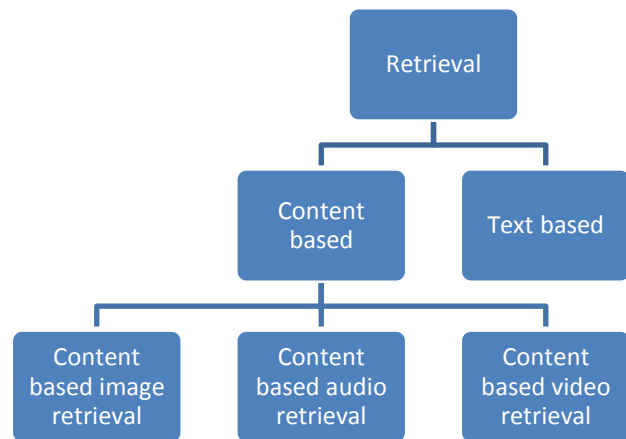 Retrieval
Content
based
Text based
Content
based image
retrieval
Content
based audio
retrieval
Content
based video
retrieval